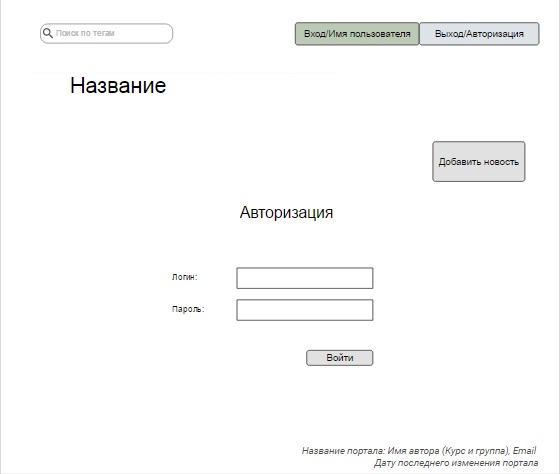 Поиск по тегам
Вход/Имя пользователя
Выход/Авторизация
Название
Добавить новость
Авторизация
Логин:
Пароль:
Войти
Название портала: Имя автора (Курс и группа), Email
Дату последнего изменения портала